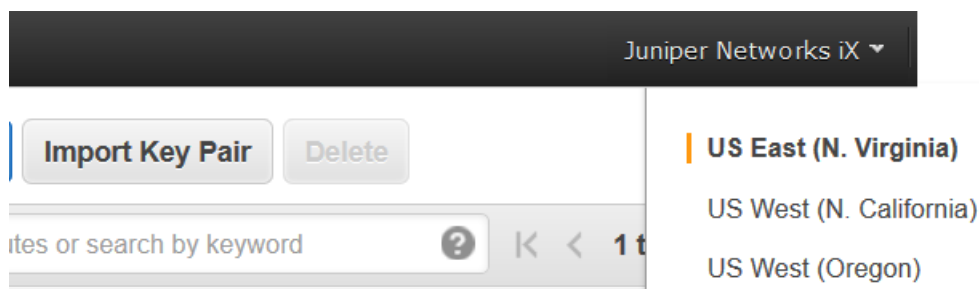 Juniper Networks iX
Import Key Pair
Delete
US East (N. Virginia)
US West (N. California)
by keyword
or search
1
US West (Oregon)